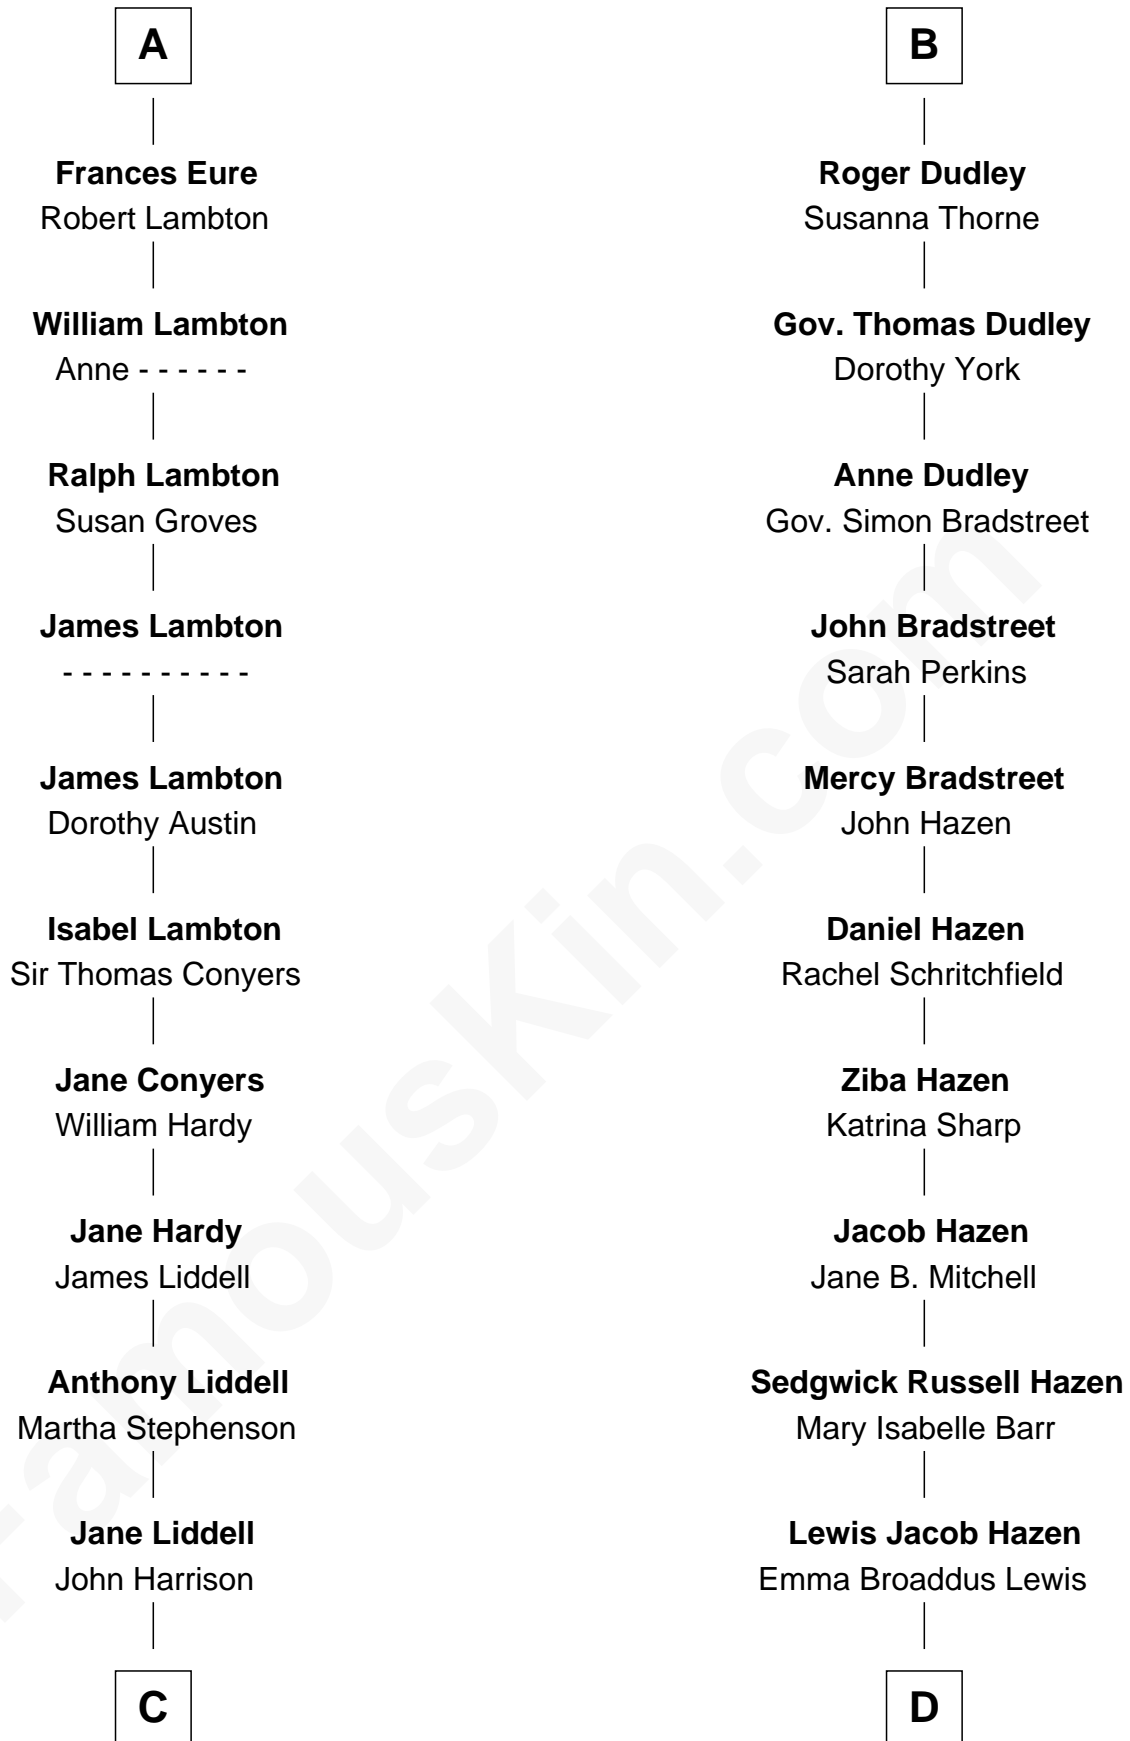 A
Frances Eure
Robert Lambton
William Lambton
Anne - - - - - -
Ralph Lambton
Susan Groves
James Lambton
- - - - - - - - - -
James Lambton
Dorothy Austin
Isabel Lambton
Sir Thomas Conyers
Jane Conyers
William Hardy
Jane Hardy
James Liddell
Anthony Liddell
Martha Stephenson
Jane Liddell
John Harrison
C
B
Roger Dudley
Susanna Thorne
Gov. Thomas Dudley
Dorothy York
Anne Dudley
Gov. Simon Bradstreet
John Bradstreet
Sarah Perkins
Mercy Bradstreet
John Hazen
Daniel Hazen
Rachel Schritchfield
Ziba Hazen
Katrina Sharp
Jacob Hazen
Jane B. Mitchell
Sedgwick Russell Hazen
Mary Isabelle Barr
Lewis Jacob Hazen
Emma Broaddus Lewis
D
FamousKin.com